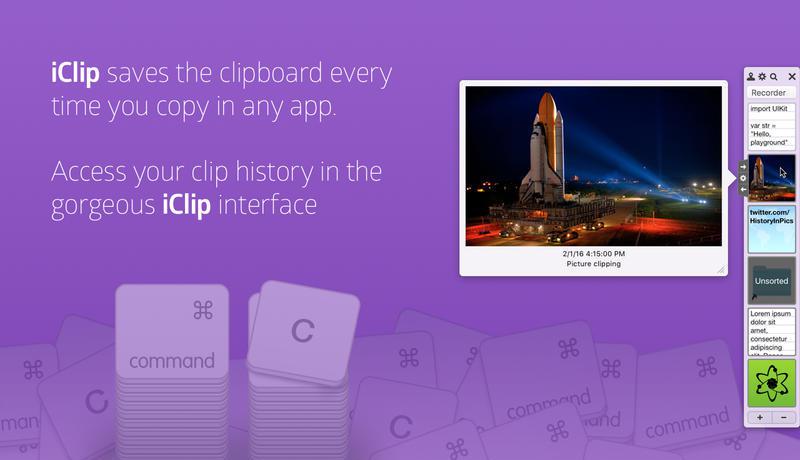 iClip saves the clipboard every
time you copy in any app.
Access your clip history in the
gorgeous iClip interface
2/1/16 4:15:00 PM
Picture clipping
Recorder
import UIKit
var str =
"Hello,
playground"
twitter.com/
HistoryInPics
Unsorted
Lorem ipsum
dolor sit
amet,
consectetur
adipiscing
⌘
command
C
⌘
C
⌘
command
⌘
command
C
⌘
command
⌘